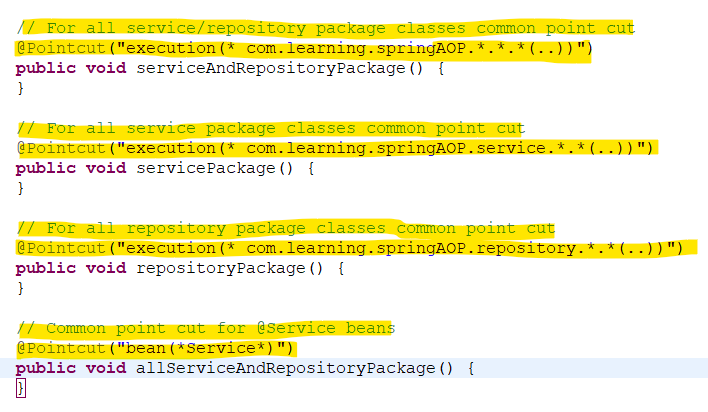 // For all service/repository package classes common point cut
@Pointcut("execution(* com.learning.springAOP.*.*.*(..))")
public void serviceAndRepositoryPackage() {
}
// For all service package classes common point cut
@Pointcut("execution(* com.learning.springAOP.service.*.*(..))")
public void servicePackage() {
}
// For all repository package classes common point cut
@Pointcut("execution(* com.learning.springAOP.repository.*.*(..))")
public void repositoryPackage() {
}
// Common point cut for @Service beans
@Pointcut("bean(*Service*)")
public void allServiceAndRepositoryPackage() {
}